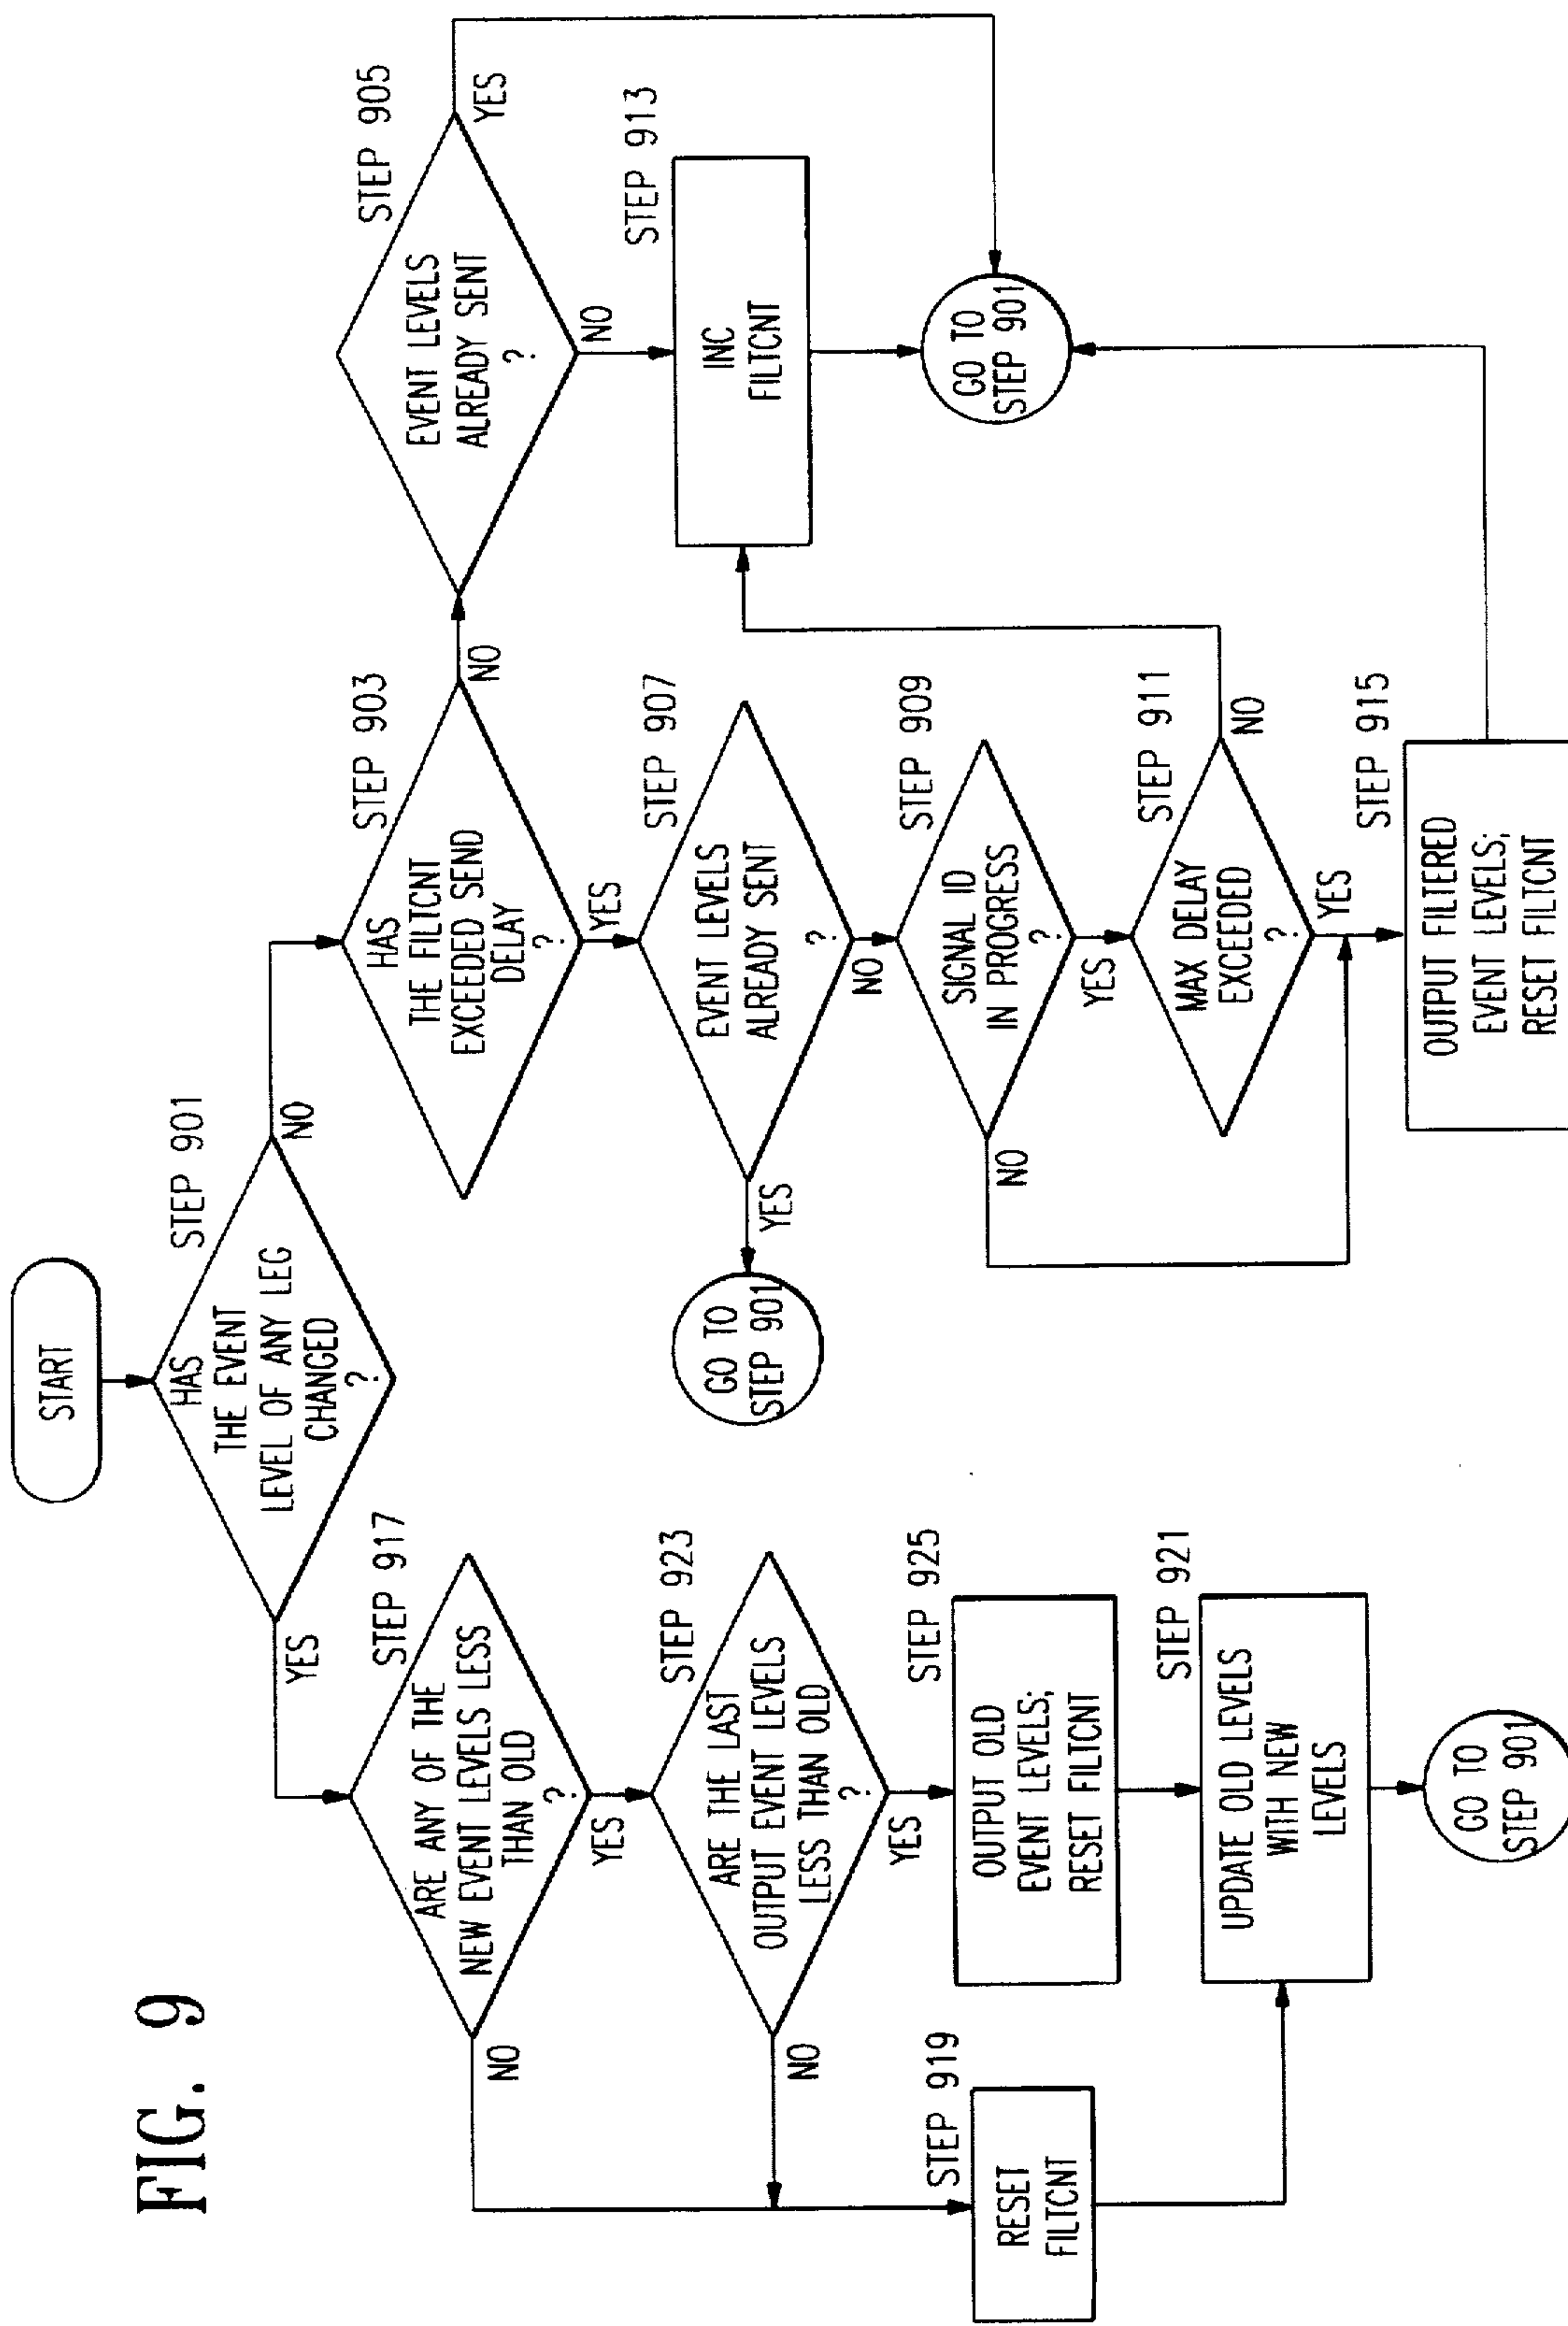 FIG. 9
START
STEP 901
HAS
THE EVENT
LEVEL OF ANY LEG
CHANGED
?
YES
NO
STEP 917
ARE ANY OF THE
NEW EVENT LEVELS LESS
THAN OLD
?
NO
YES
STEP 923
ARE THE LAST
OUTPUT EVENT LEVELS
LESS THAN OLD
?
NO
YES
STEP 919
RESET
FILTCNT
STEP 925
OUTPUT OLD
EVENT LEVELS;
RESET FILTCNT
STEP 921
UPDATE OLD LEVELS
WITH NEW
LEVELS
GO TO
STEP 901
STEP 903
HAS
THE FILTCNT
EXCEEDED SEND
DELAY
?
NO
YES
STEP 905
EVENT LEVELS
ALREADY SENT
?
YES
NO
STEP 907
EVENT LEVELS
ALREADY SENT
?
YES
NO
GO TO
STEP 901
STEP 913
INC
FILTCNT
GO TO
STEP 901
STEP 909
SIGNAL ID
IN PROGRESS
?
NO
YES
STEP 911
MAX DELAY
EXCEEDED
?
NO
YES
STEP 915
OUTPUT FILTERED
EVENT LEVELS;
RESET FILTCNT